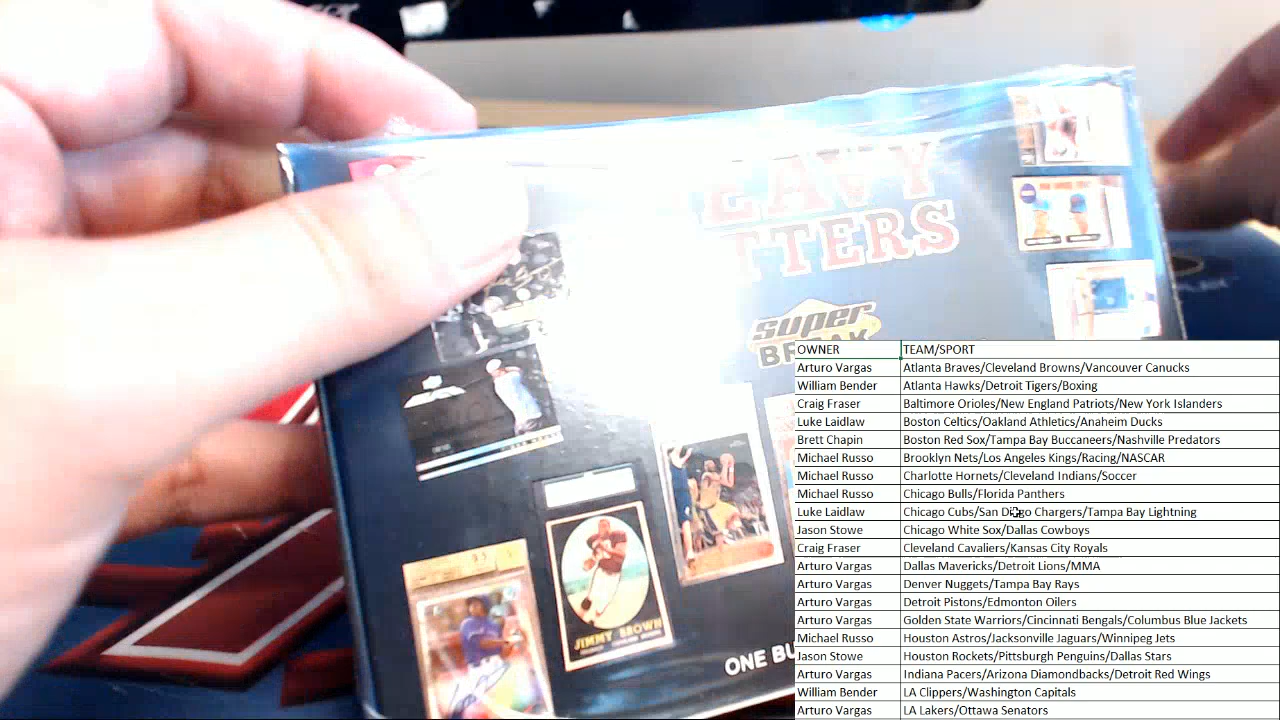 EAVY
TTERS
super
BREAK
JIMMY BROWN
ONE BU
OWNER TEAM/SPORT
Arturo Vargas Atlanta Braves/Cleveland Browns/Vancouver Canucks
William Bender Atlanta Hawks/Detroit Tigers/Boxing
Craig Fraser Baltimore Orioles/New England Patriots/New York Islanders
Luke Laidlaw Boston Celtics/Oakland Athletics/Anaheim Ducks
Brett Chapin Boston Red Sox/Tampa Bay Buccaneers/Nashville Predators
Michael Russo Brooklyn Nets/Los Angeles Kings/Racing/NASCAR
Michael Russo Charlotte Hornets/Cleveland Indians/Soccer
Michael Russo Chicago Bulls/Florida Panthers
Luke Laidlaw Chicago Cubs/San Diego Chargers/Tampa Bay Lightning
Jason Stowe Chicago White Sox/Dallas Cowboys
Craig Fraser Cleveland Cavaliers/Kansas City Royals
Arturo Vargas Dallas Mavericks/Detroit Lions/MMA
Arturo Vargas Denver Nuggets/Tampa Bay Rays
Arturo Vargas Detroit Pistons/Edmonton Oilers
Arturo Vargas Golden State Warriors/Cincinnati Bengals/Columbus Blue Jackets
Michael Russo Houston Astros/Jacksonville Jaguars/Winnipeg Jets
Jason Stowe Houston Rockets/Pittsburgh Penguins/Dallas Stars
Arturo Vargas Indiana Pacers/Arizona Diamondbacks/Detroit Red Wings
William Bender LA Clippers/Washington Capitals
Arturo Vargas LA Lakers/Ottawa Senators